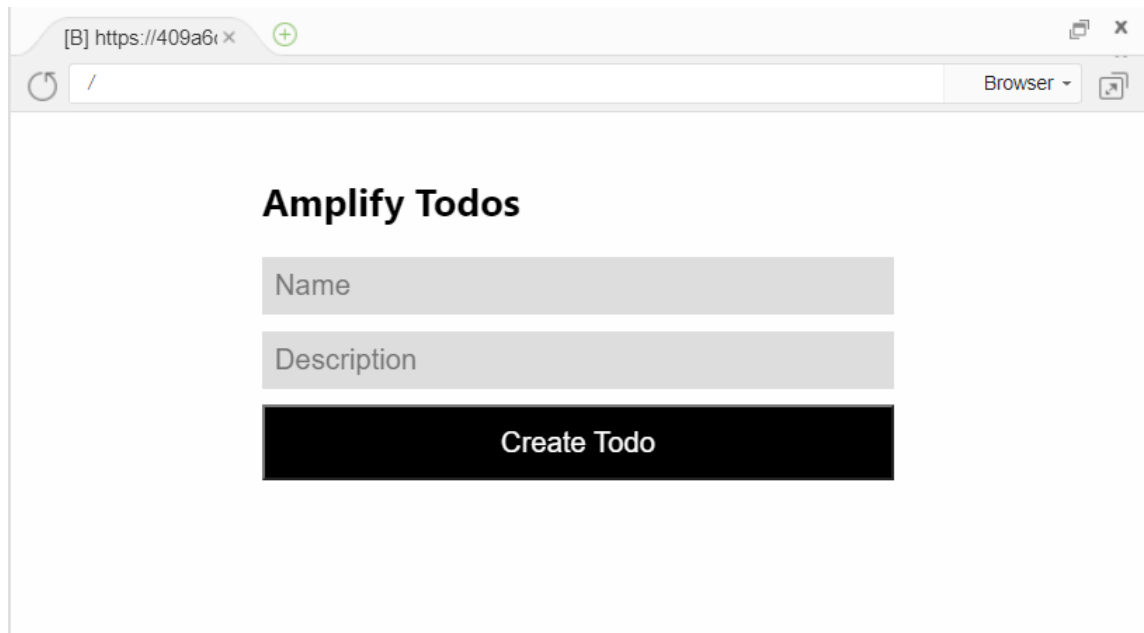 [B] https://409a6
/
Browser
Amplify Todos
Name
Description
Create Todo